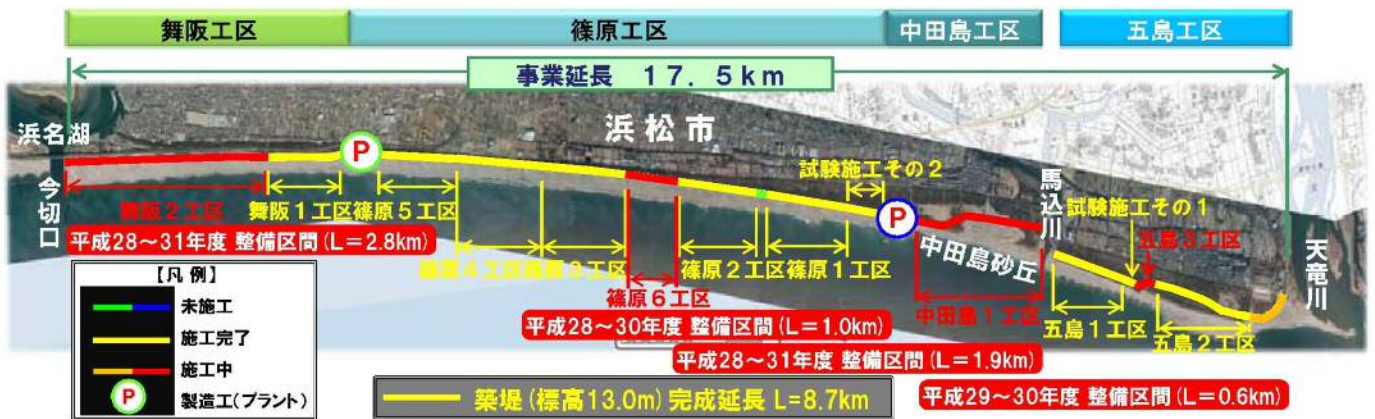 舞阪工区
篠原工区
中田島工区
五島工区
事業延長 17.5km
浜名湖
浜松市
今切口
試験施工その2
馬込川
試験施工その1
天竜川
P
P
舞阪2工区
舞阪1工区
篠原5工区
篠原4工区
篠原3工区
篠原6工区
篠原2工区
篠原1工区
中田島砂丘
中田島1工区
五島3工区
五島1工区
五島2工区
平成28~31年度 整備区間(L=2.8km)
平成28~30年度 整備区間(L=1.0km)
平成28~31年度 整備区間(L=1.9km)
平成29~30年度 整備区間(L=0.6km)
【凡例】
未施工
施工完了
施工中
P 製造工(プラント)
築堤(標高13.0m)完成延長 L=8.7km